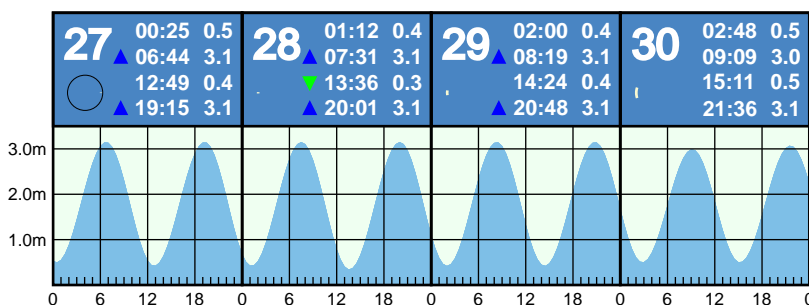 27 00:25 0.5 28 01:12 0.4 29 02:00 0.4 30 02:48 0.5
▲ 06:44 3.1 ▲ 07:31 3.1 ▲ 08:19 3.1 09:09 3.0
12:49 0.4 ▼ 13:36 0.3 14:24 0.4 15:11 0.5
▲ 19:15 3.1 ▲ 20:01 3.1 ▲ 20:48 3.1 21:36 3.1
3.0m
2.0m
1.0m
0 6 12 18 0 6 12 18 0 6 12 18 0 6 12 18 0